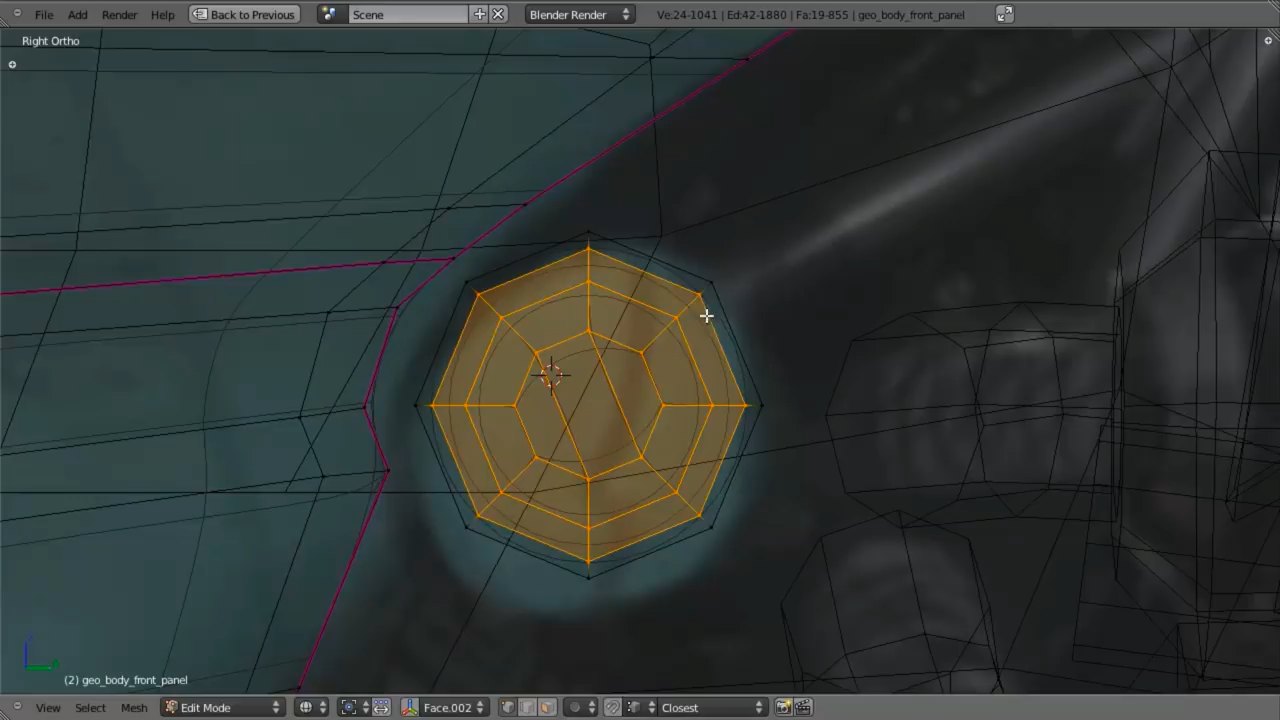 File Add Render Help Back to Previous Scene Blender Render Ve:24-1041 | Ed:42-1880 | Fa:19-855 | geo_body_front_panel
Right Ortho
(2) geo_body_front_panel
View Select Mesh Edit Mode Face.002 Closest